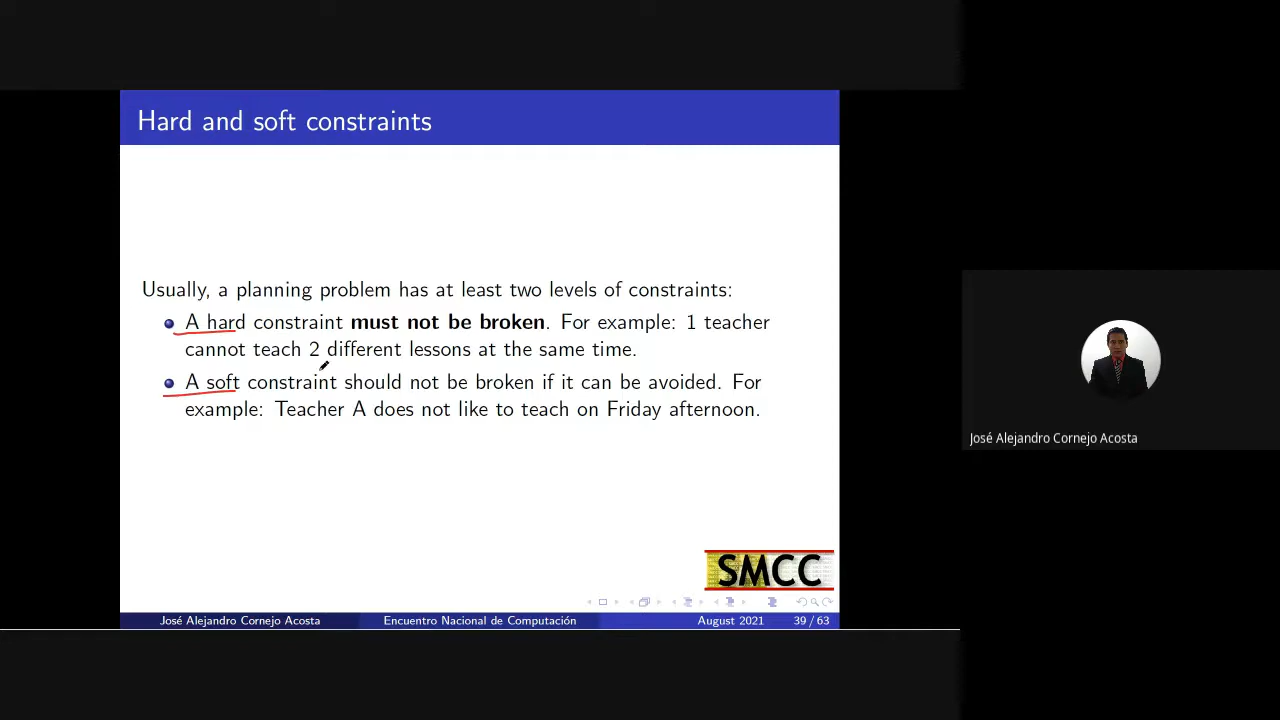 Hard and soft constraints
Usually, a planning problem has at least two levels of constraints:
A hard constraint must not be broken. For example: 1 teacher
cannot teach 2 different lessons at the same time.
A soft constraint should not be broken if it can be avoided. For
example: Teacher A does not like to teach on Friday afternoon.
José Alejandro Cornejo Acosta
SMCC
José Alejandro Cornejo Acosta Encuentro Nacional de Computación August 2021 39 / 63